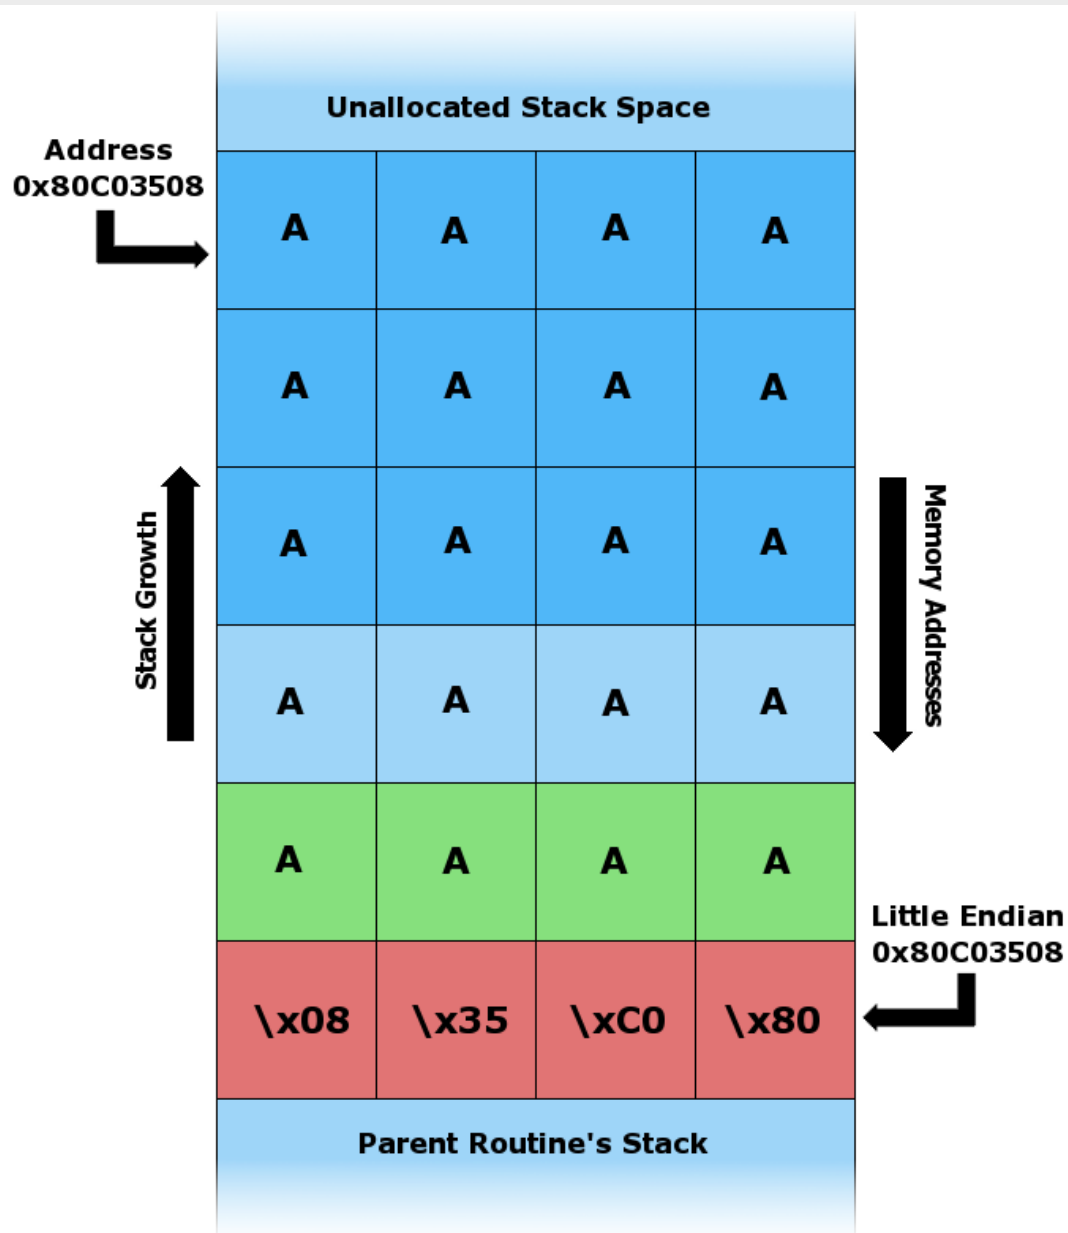 Unallocated Stack Space
Address
0x80C03508
A A A A
A A A A
A A A A
Stack Growth
Memory Addresses
A A A A
A A A A
Little Endian
0x80C03508
\x08 \x35 \xC0 \x80
Parent Routine's Stack